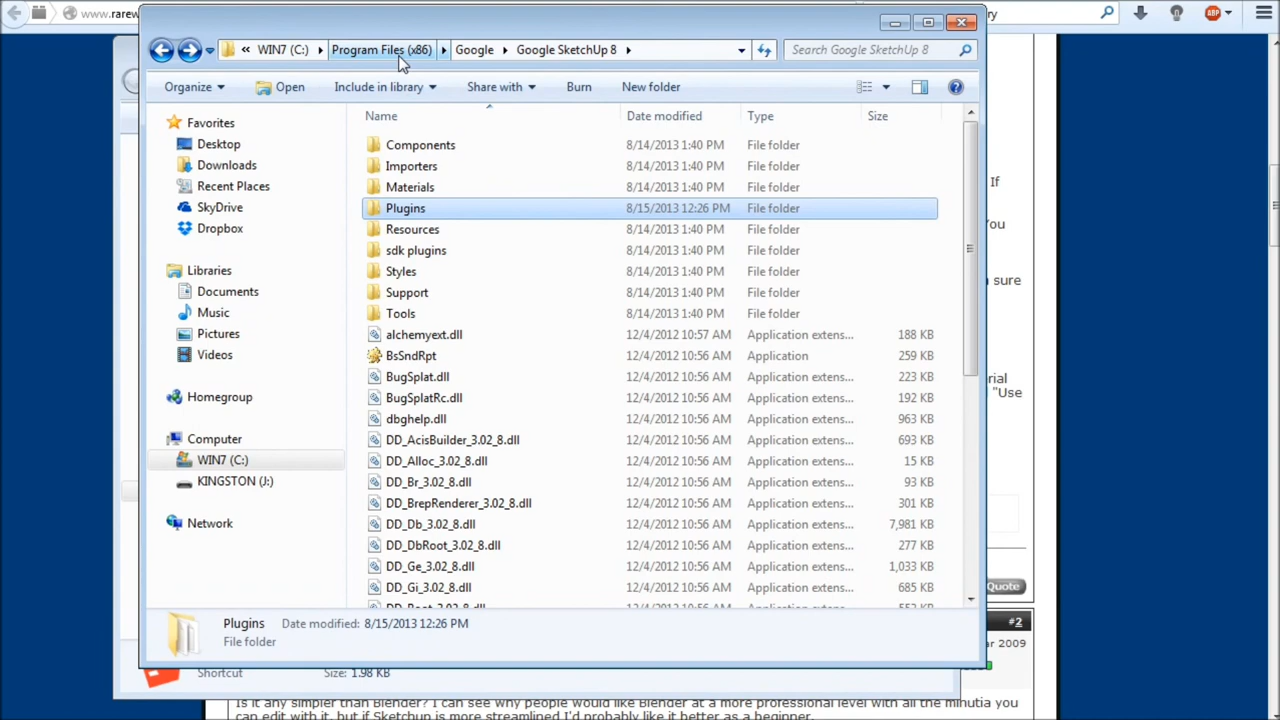 www.rarew
ry
WIN7 (C:) Program Files (x86) Google Google SketchUp 8
Search Google SketchUp 8
Organize Open Include in library Share with Burn New folder
Name Date modified Type Size
Favorites
Desktop
Downloads
Recent Places
SkyDrive
Dropbox
Libraries
Documents
Music
Pictures
Videos
Homegroup
Computer
WIN7 (C:)
KINGSTON (J:)
Network
Components 8/14/2013 1:40 PM File folder
Importers 8/14/2013 1:40 PM File folder
Materials 8/14/2013 1:40 PM File folder
Plugins 8/15/2013 12:26 PM File folder
Resources 8/14/2013 1:40 PM File folder
sdk plugins 8/14/2013 1:40 PM File folder
Styles 8/14/2013 1:40 PM File folder
Support 8/14/2013 1:40 PM File folder
Tools 8/14/2013 1:40 PM File folder
alchemyext.dll 12/4/2012 10:57 AM Application extens... 188 KB
BsSndRpt 12/4/2012 10:56 AM Application 259 KB
BugSplat.dll 12/4/2012 10:56 AM Application extens... 223 KB
BugSplatRc.dll 12/4/2012 10:56 AM Application extens... 192 KB
dbghelp.dll 12/4/2012 10:56 AM Application extens... 963 KB
DD_AcisBuilder_3.02_8.dll 12/4/2012 10:56 AM Application extens... 693 KB
DD_Alloc_3.02_8.dll 12/4/2012 10:56 AM Application extens... 15 KB
DD_Br_3.02_8.dll 12/4/2012 10:56 AM Application extens... 93 KB
DD_BrepRenderer_3.02_8.dll 12/4/2012 10:56 AM Application extens... 301 KB
DD_Db_3.02_8.dll 12/4/2012 10:56 AM Application extens... 7,981 KB
DD_DbRoot_3.02_8.dll 12/4/2012 10:56 AM Application extens... 277 KB
DD_Ge_3.02_8.dll 12/4/2012 10:56 AM Application extens... 1,033 KB
DD_Gi_3.02_8.dll 12/4/2012 10:56 AM Application extens... 685 KB
Plugins Date modified: 8/15/2013 12:26 PM
File folder
Shortcut Size: 1.98 KB
ABP
If
ou
sure
rial
"Use
Quote
#2
ar 2009
Is it any simpler than Blender? I can see why people would like Blender at a more professional level with all the minutia you
can edit with it, but if Sketchup is more streamlined I'd probably like it better as a beginner.